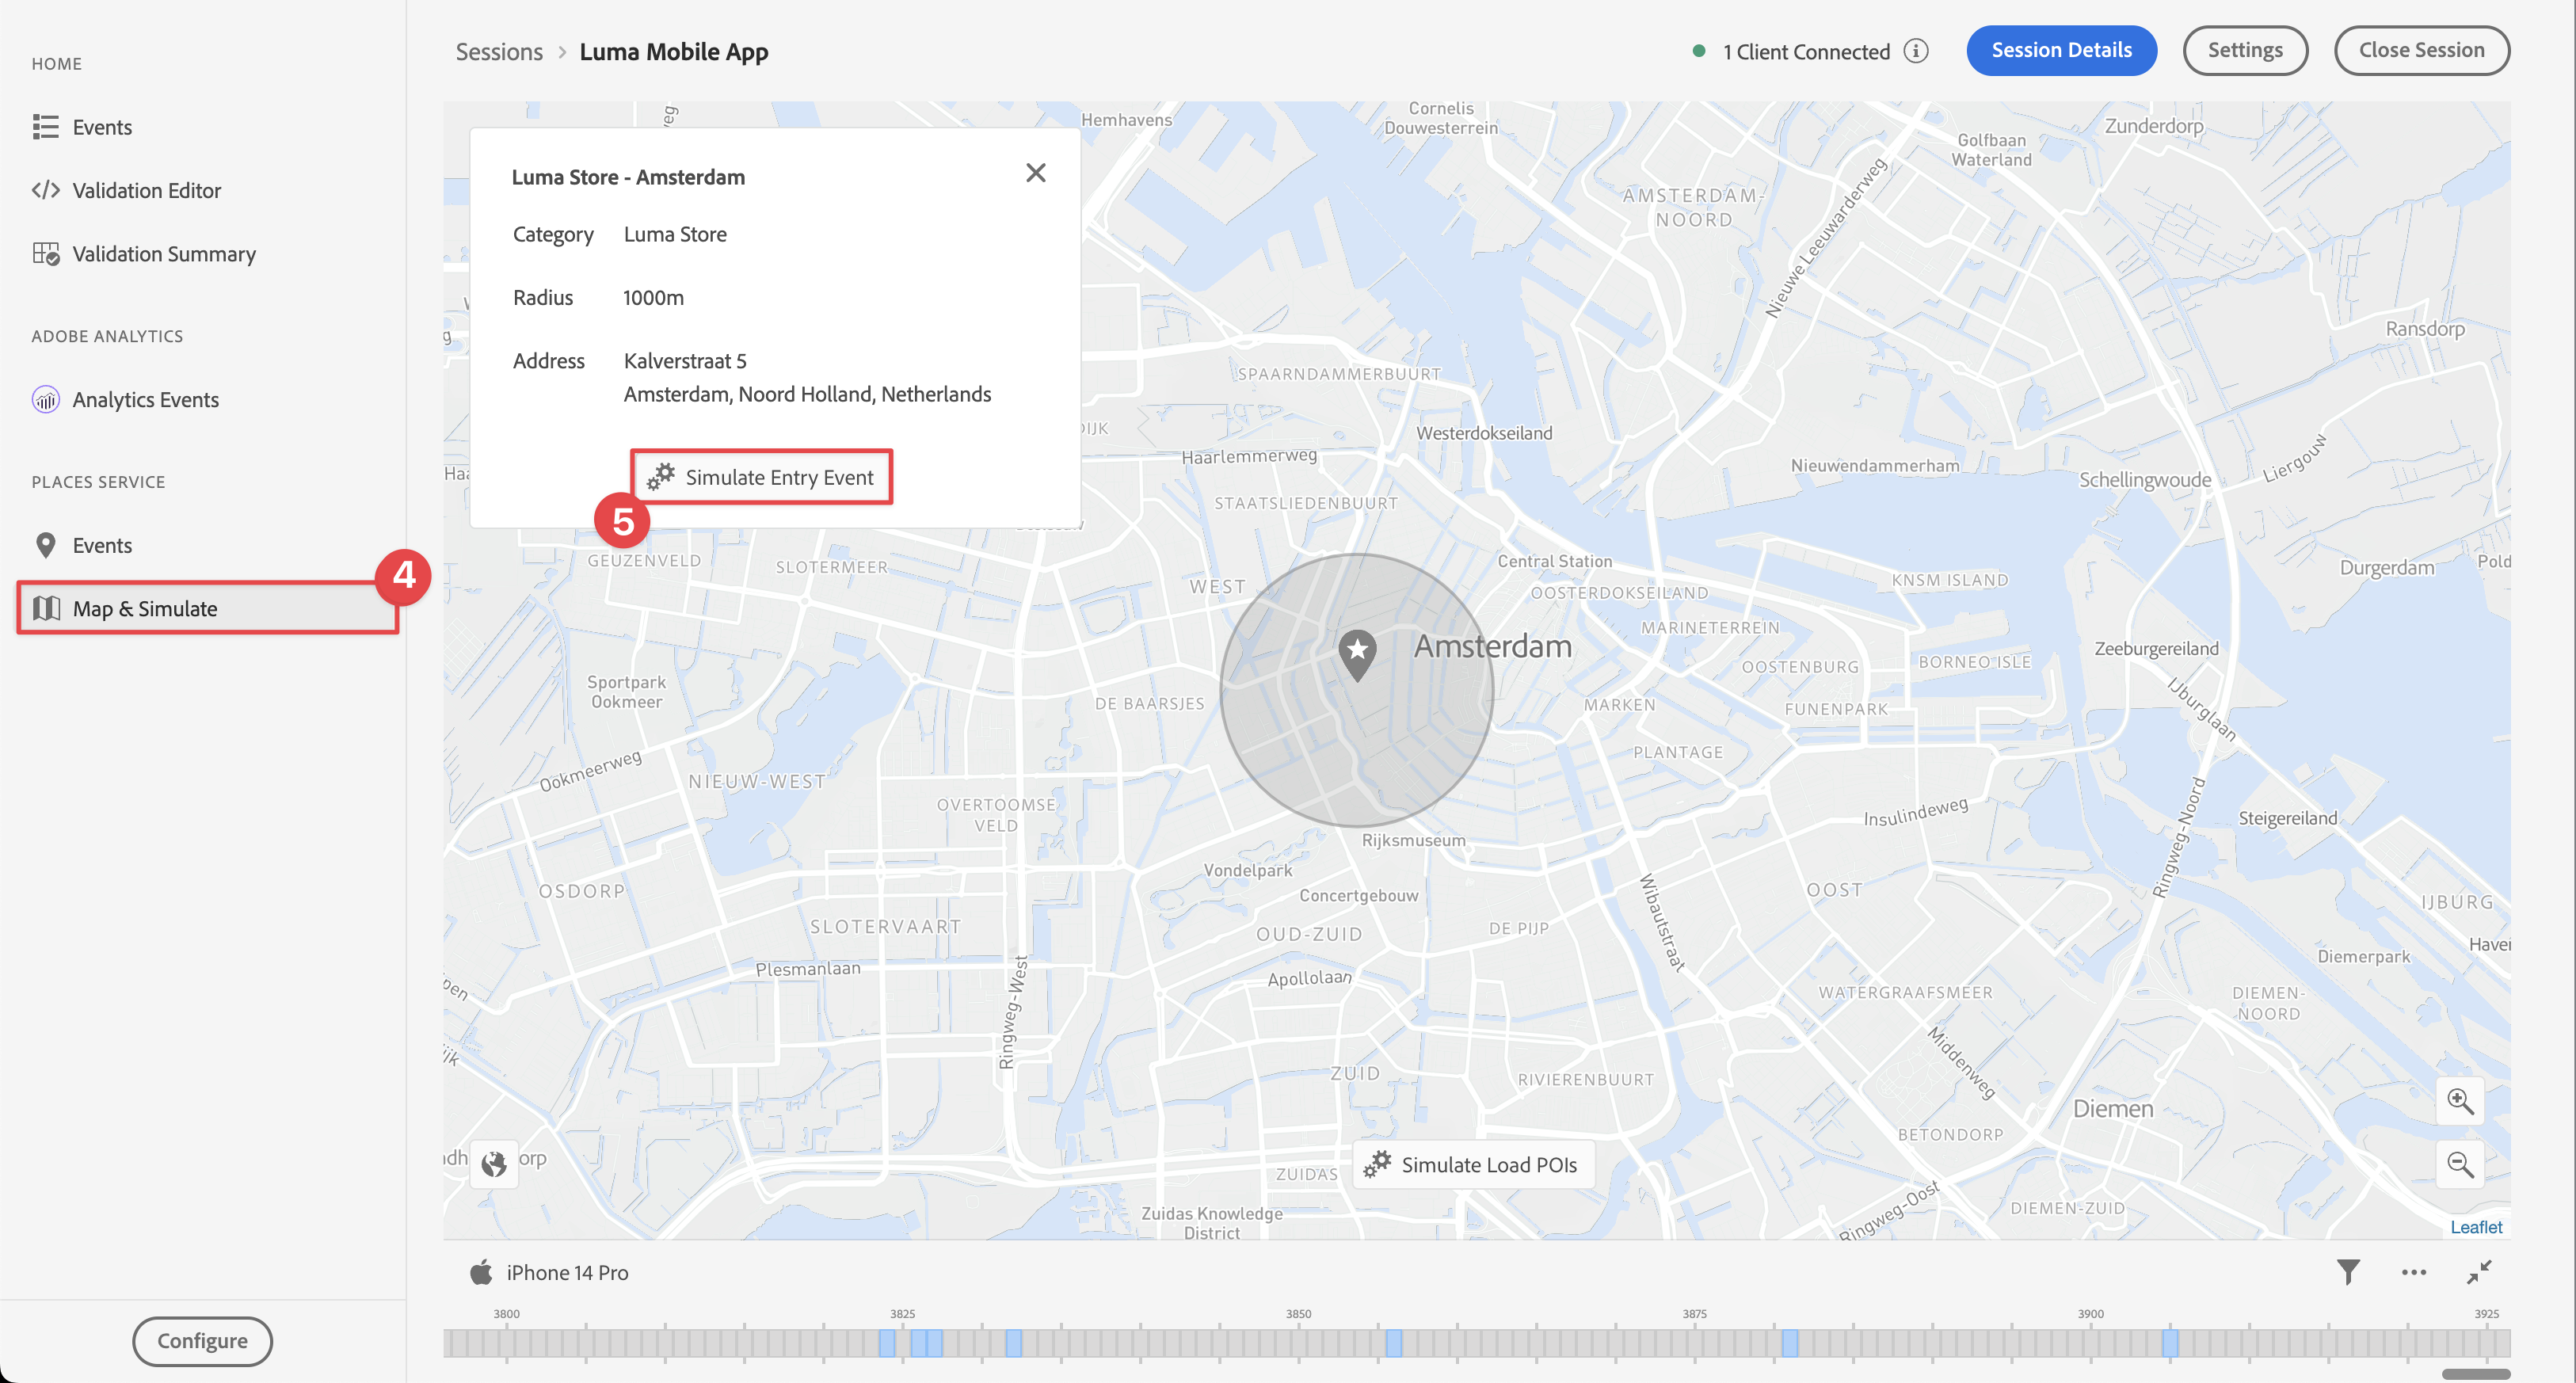 HOME
Events
Validation Editor
Validation Summary
ADOBE ANALYTICS
Analytics Events
PLACES SERVICE
Events
Map & Simulate
4
Configure
Sessions > Luma Mobile App
1 Client Connected
Session Details
Settings
Close Session
Luma Store - Amsterdam
Category Luma Store
Radius 1000m
Address Kalverstraat 5
Amsterdam, Noord Holland, Netherlands
Simulate Entry Event
5
Hemhavens
Cornelis
Douwesterrein
Golfbaan
Waterland
Zunderdorp
AMSTERDAM-
NOORD
Nieuwe Leeuwarderweg
Ransdorp
SPAARNDAMMERBUURT
Westerdokseiland
Haarlemmerweg
Nieuwendammerham
Schellingwoude
Liergouw
STAATSLIEDENBUURT
GEUZENVELD
SLOTERMEER
WEST
Central Station
OOSTERDOKSEILAND
KNSM ISLAND
Durgerdam
MARINETERREIN
Amsterdam
OOSTENBURG
BORNEO ISLE
Zeeburgereiland
Sportpark
Ookmeer
DE BAARSJES
MARKEN
FUNENPARK
IJburglaan
Ookmeerweg
NIEUW-WEST
PLANTAGE
OVERTOOMSE
VELD
Insulindeweg
Ringweg-Noord
Steigereiland
Rijksmuseum
Vondelpark
Concertgebouw
OSDORP
OOST
IJBURG
SLOTERVAART
OUD-ZUID
DE PIJP
Wibautstraat
Haven
Diemerpark
Plesmanlaan
Apollolaan
WATERGRAAFSMEER
DIEMEN-
NOORD
Ringweg-West
Middenweg
ZUID
RIVIERENBUURT
Diemen
BETONDORP
ZUIDAS
Simulate Load POIs
Zuidas Knowledge
District
Ringweg-Oost
DIEMEN-ZUID
Leaflet
iPhone 14 Pro
3800 3825 3850 3875 3900 3925